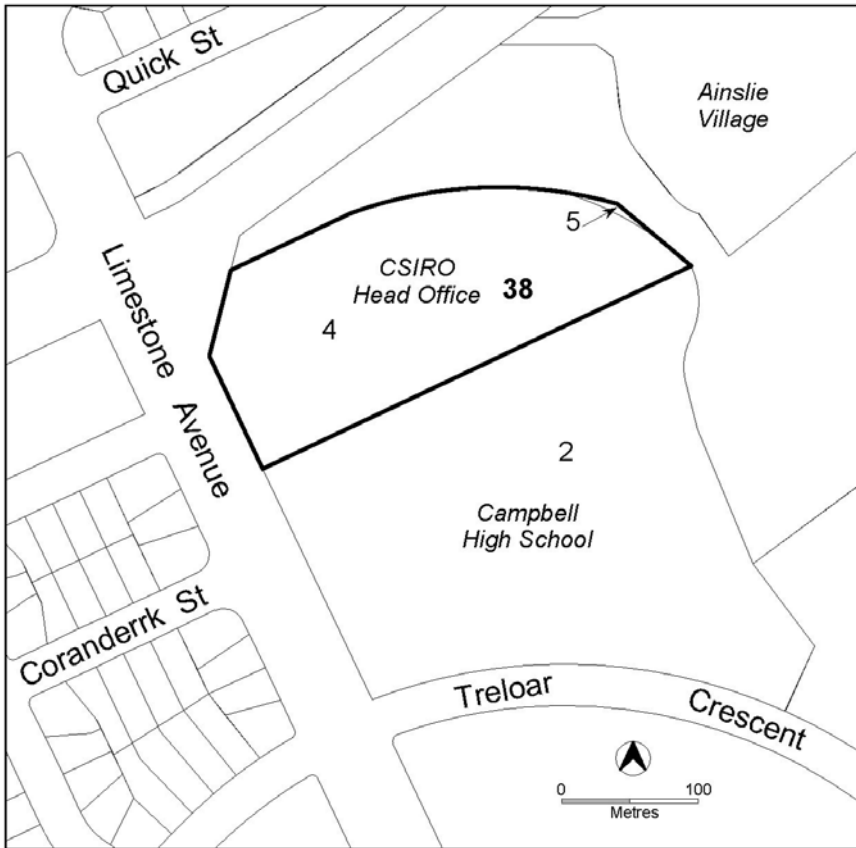 Quick St
Ainslie
Village
5
CSIRO
Head Office
38
4
Limestone Avenue
2
Campbell
High School
Coranderrk St
Treloar Crescent
0 100
Metres